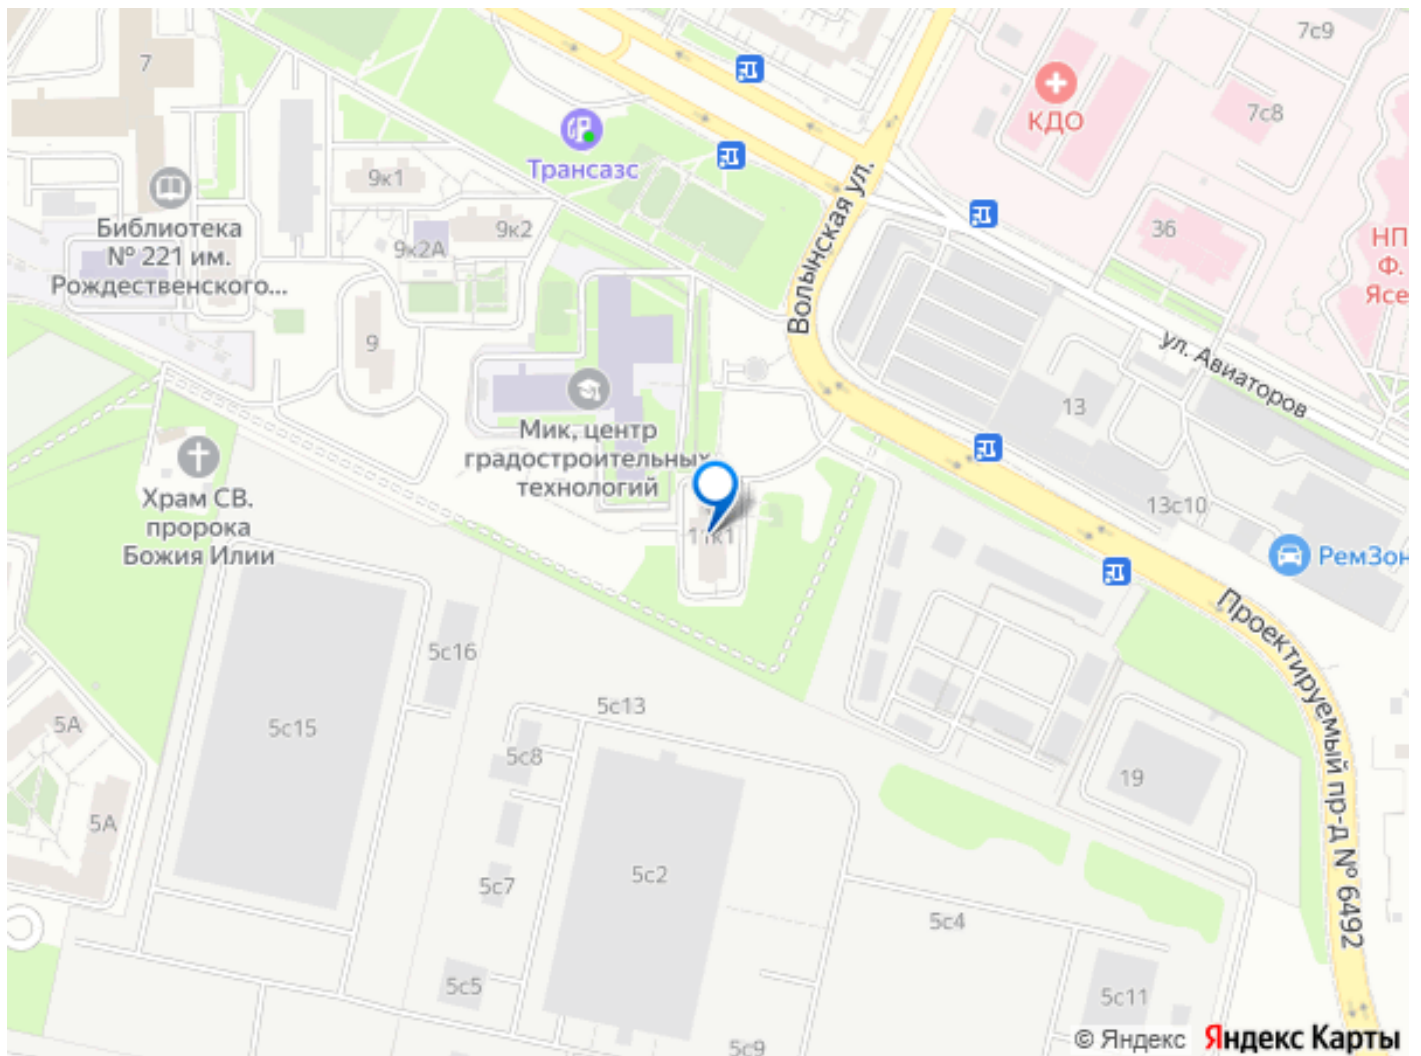 7
7с9
КДО
7с8
Трансазс
Волынская ул.
9к1
Библиотека
№ 221 им.
Рождественского...
9к2
9к2А
36
НП
Ф.
Ясе
9
ул. Авиаторов
13
Мик, центр
градостроительных
технологий
Храм СВ.
пророка
Божия Илии
11к1
13с10
РемЗон
Проектируемый пр-д № 6492
5с16
5с13
5А
5с15
5с8
19
5А
5с2
5с7
5с4
5с5
5с11
5с9
© Яндекс
Яндекс Карты